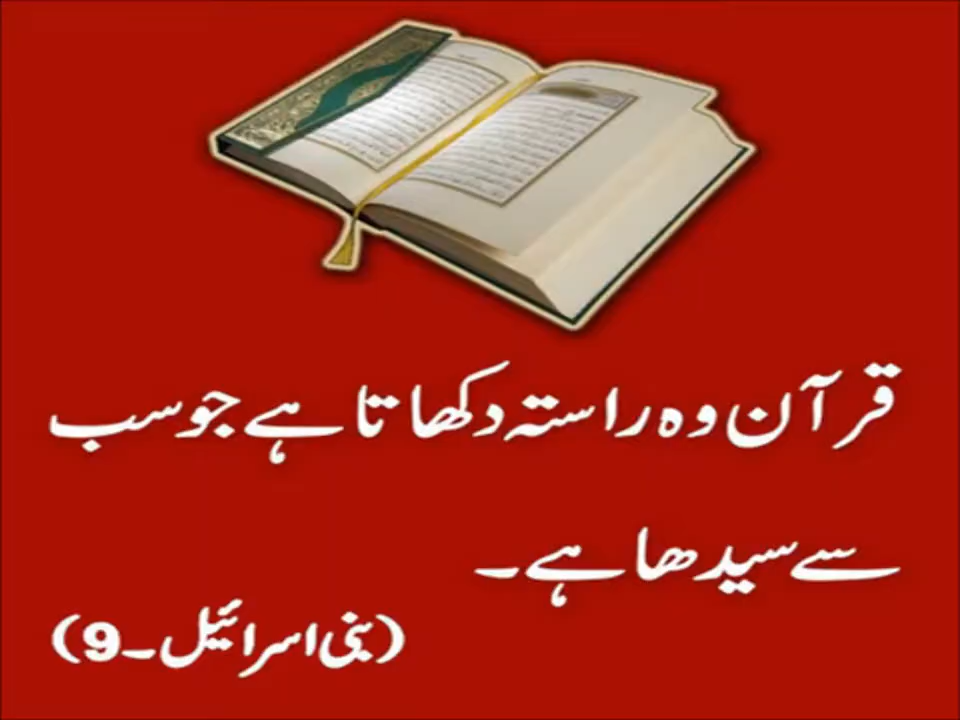 قرآن وہ راستہ دکھاتا ہے جو سب
سے سیدھا ہے۔
(بنی اسرائیل۔9)